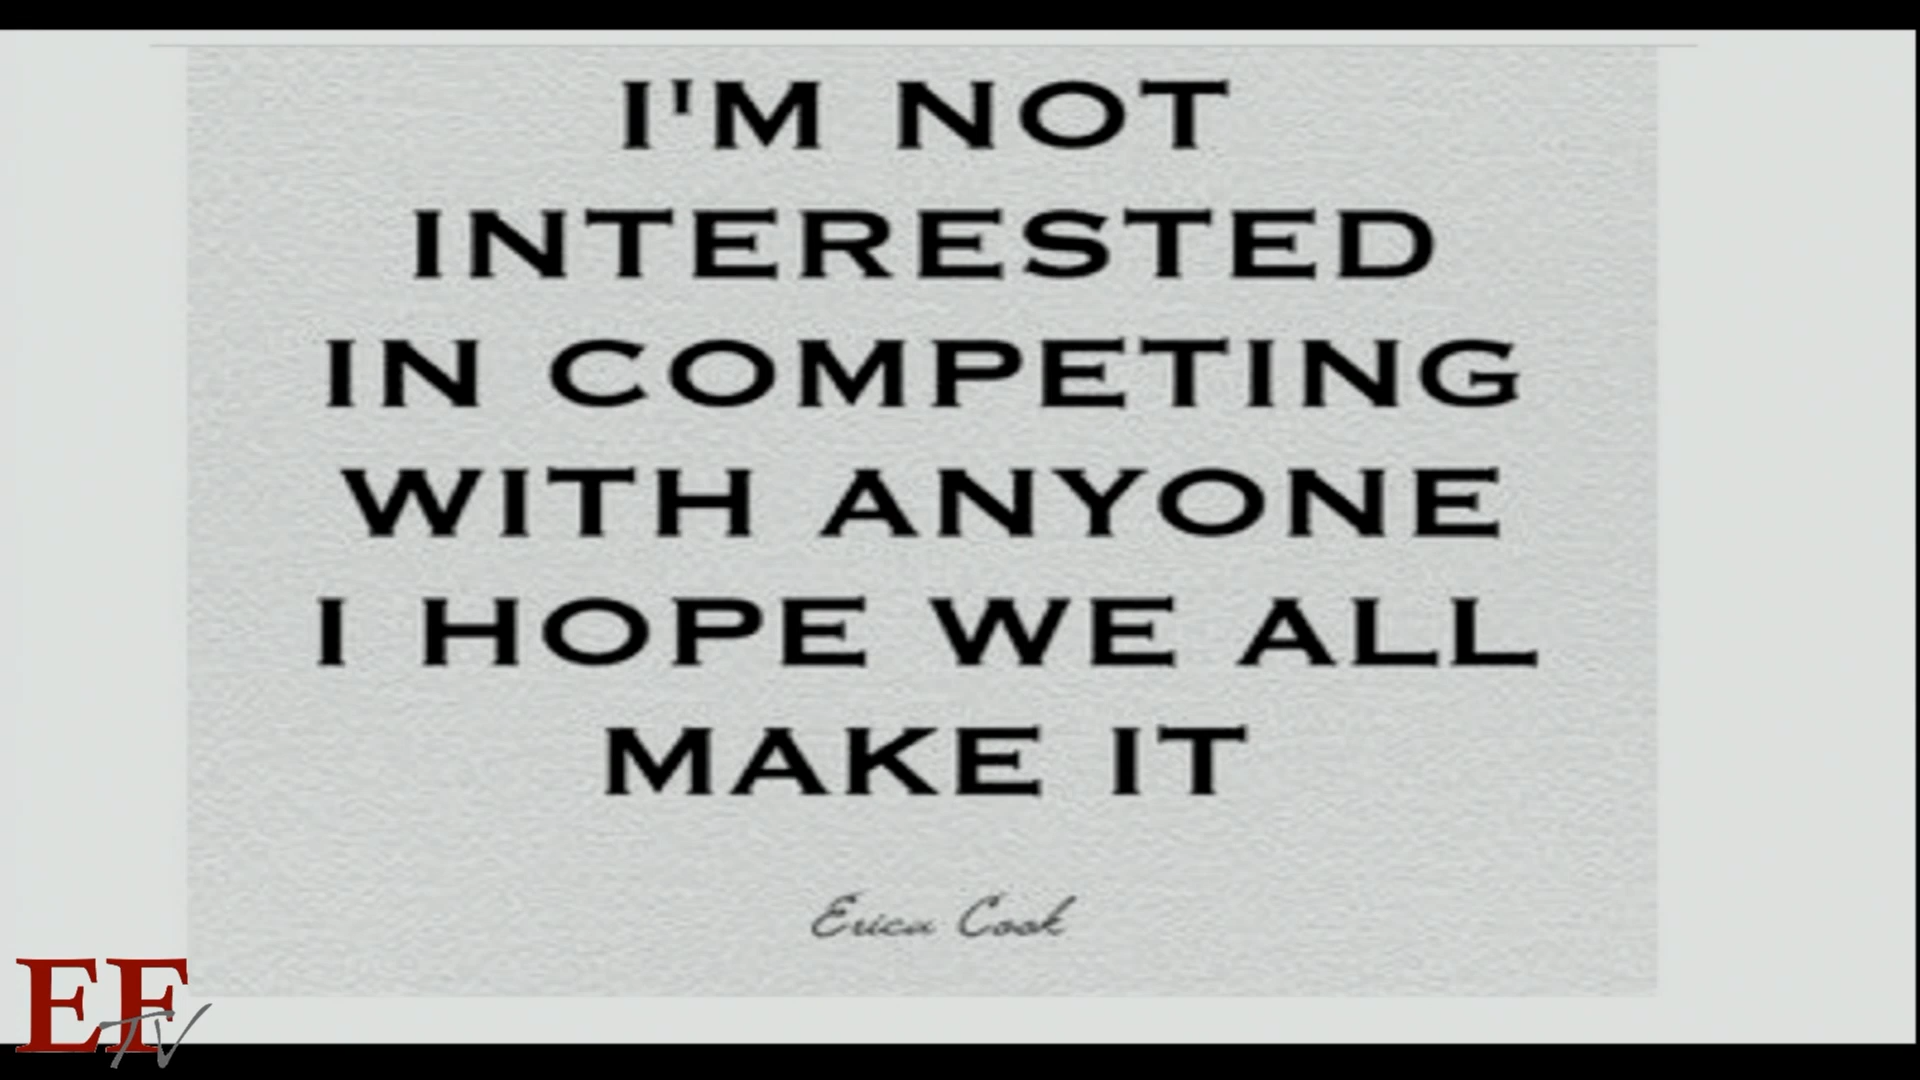 I'M NOT
INTERESTED
IN COMPETING
WITH ANYONE
I HOPE WE ALL
MAKE IT
Erica Cook
EF
TV